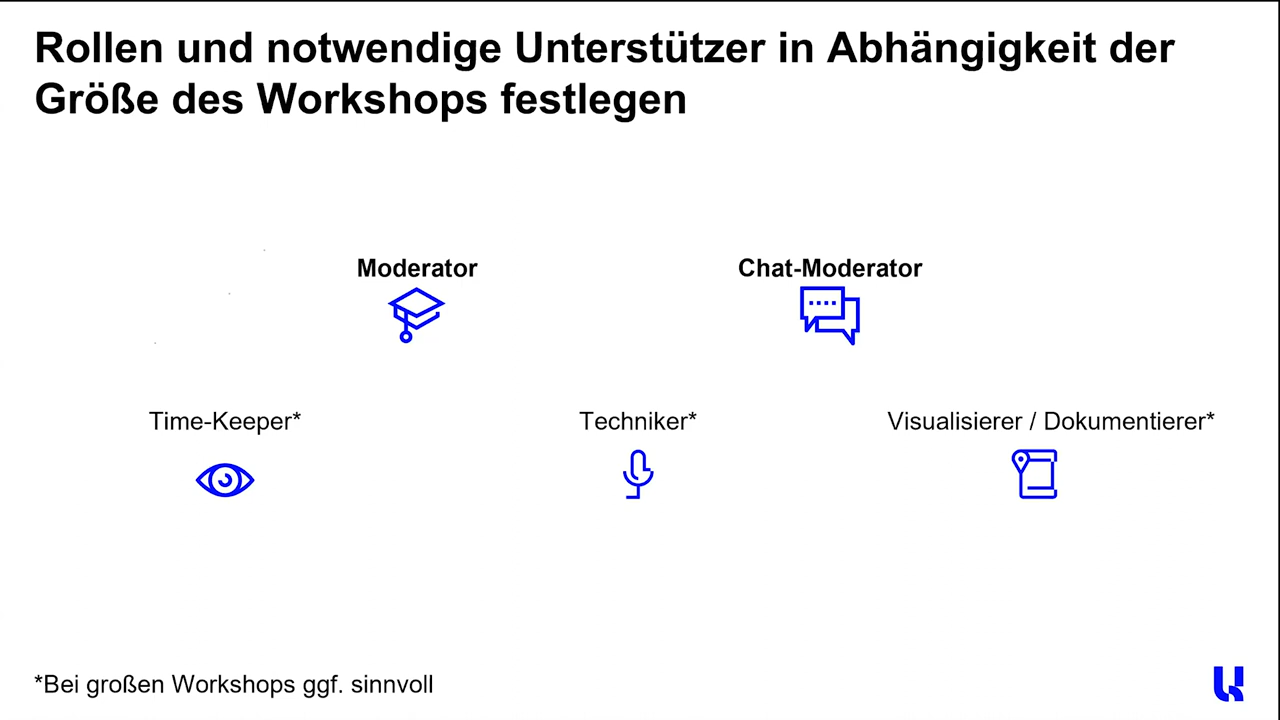 Rollen und notwendige Unterstützer in Abhängigkeit der
Größe des Workshops festlegen
Moderator
Chat-Moderator
Time-Keeper*
Techniker*
Visualisierer / Dokumentierer*
*Bei großen Workshops ggf. sinnvoll